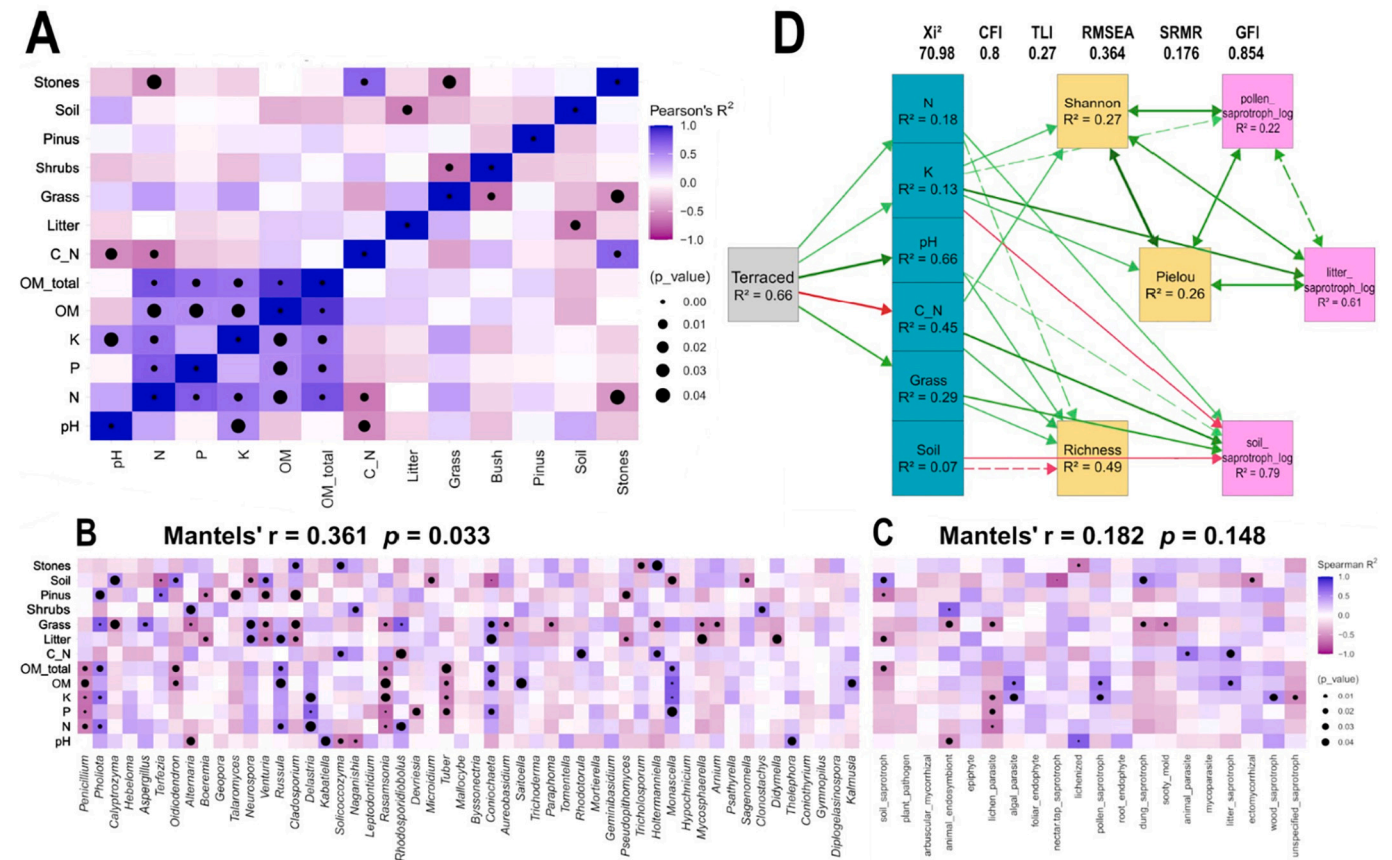 A
Stones
Soil
Pinus
Shrubs
Grass
Litter
C_N
OM_total
OM
K
P
N
pH
pH
N
P
K
OM
OM_total
C_N
Litter
Grass
Bush
Pinus
Soil
Stones
Pearson's R²
1.0
0.5
0.0
−0.5
−1.0
(p_value)
0.00
0.01
0.02
0.03
0.04
D
Xi² CFI TLI RMSEA SRMR GFI
70.98 0.8 0.27 0.364 0.176 0.854
Terraced
R² = 0.66
N
R² = 0.18
K
R² = 0.13
pH
R² = 0.66
C_N
R² = 0.45
Grass
R² = 0.29
Soil
R² = 0.07
Shannon
R² = 0.27
Pielou
R² = 0.26
Richness
R² = 0.49
pollen_
saprotroph_log
R² = 0.22
litter_
saprotroph_log
R² = 0.61
soil_
saprotroph_log
R² = 0.79
B
Mantels' r = 0.361 p = 0.033
Stones
Soil
Pinus
Shrubs
Grass
Litter
C_N
OM_total
OM
K
P
N
pH
Penicillium
Pholiota
Calyptrozyma
Hebeloma
Aspergillus
Terfezia
Oidiodendron
Alternaria
Boeremia
Geopora
Talaromyces
Neurospora
Venturia
Russula
Cladosporium
Delastria
Kabatiella
Solicoccozyma
Naganishia
Leptodontidium
Rasamsonia
Rhodosporidiobolus
Devriesia
Microidium
Tuber
Mallocybe
Byssonectria
Coniochaeta
Aureobasidium
Saitoella
Trichoderma
Paraphoma
Tomentella
Rhodotorula
Mortierella
Geminibasidium
Pseudopithomyces
Tricholosporum
Holtermanniella
Monascella
Hypochnicium
Mycosphaerella
Arnium
Psathyrella
Sagenomella
Clonostachys
Didymella
Thelephora
Coniothyrium
Gymnopilus
Diplogelasinospora
Kalmusia
C
Mantels' r = 0.182 p = 0.148
soil_saprotroph
plant_pathogen
arbuscular_mycorrhizal
animal_endosymbiont
epiphyte
lichen_parasite
algal_parasite
foliar_endophyte
nectar.tap_saprotroph
lichenized
pollen_saprotroph
root_endophyte
dung_saprotroph
sooty_mold
animal_parasite
mycoparasite
litter_saprotroph
ectomycorrhizal
wood_saprotroph
unspecified_saprotroph
Spearman R²
1.0
0.5
0.0
−0.5
−1.0
(p_value)
0.01
0.02
0.03
0.04